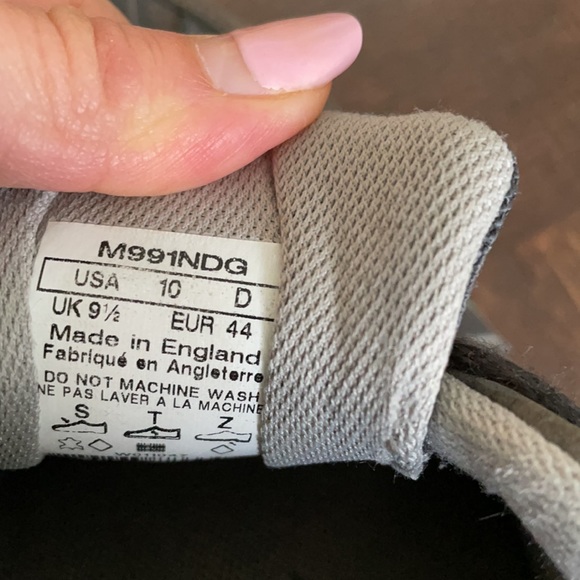 M991NDG
USA 10 D
UK 9½ EUR 44
Made in England
Fabriqué en Angleterre
DO NOT MACHINE WASH
NE PAS LAVER A LA MACHINE
S T Z